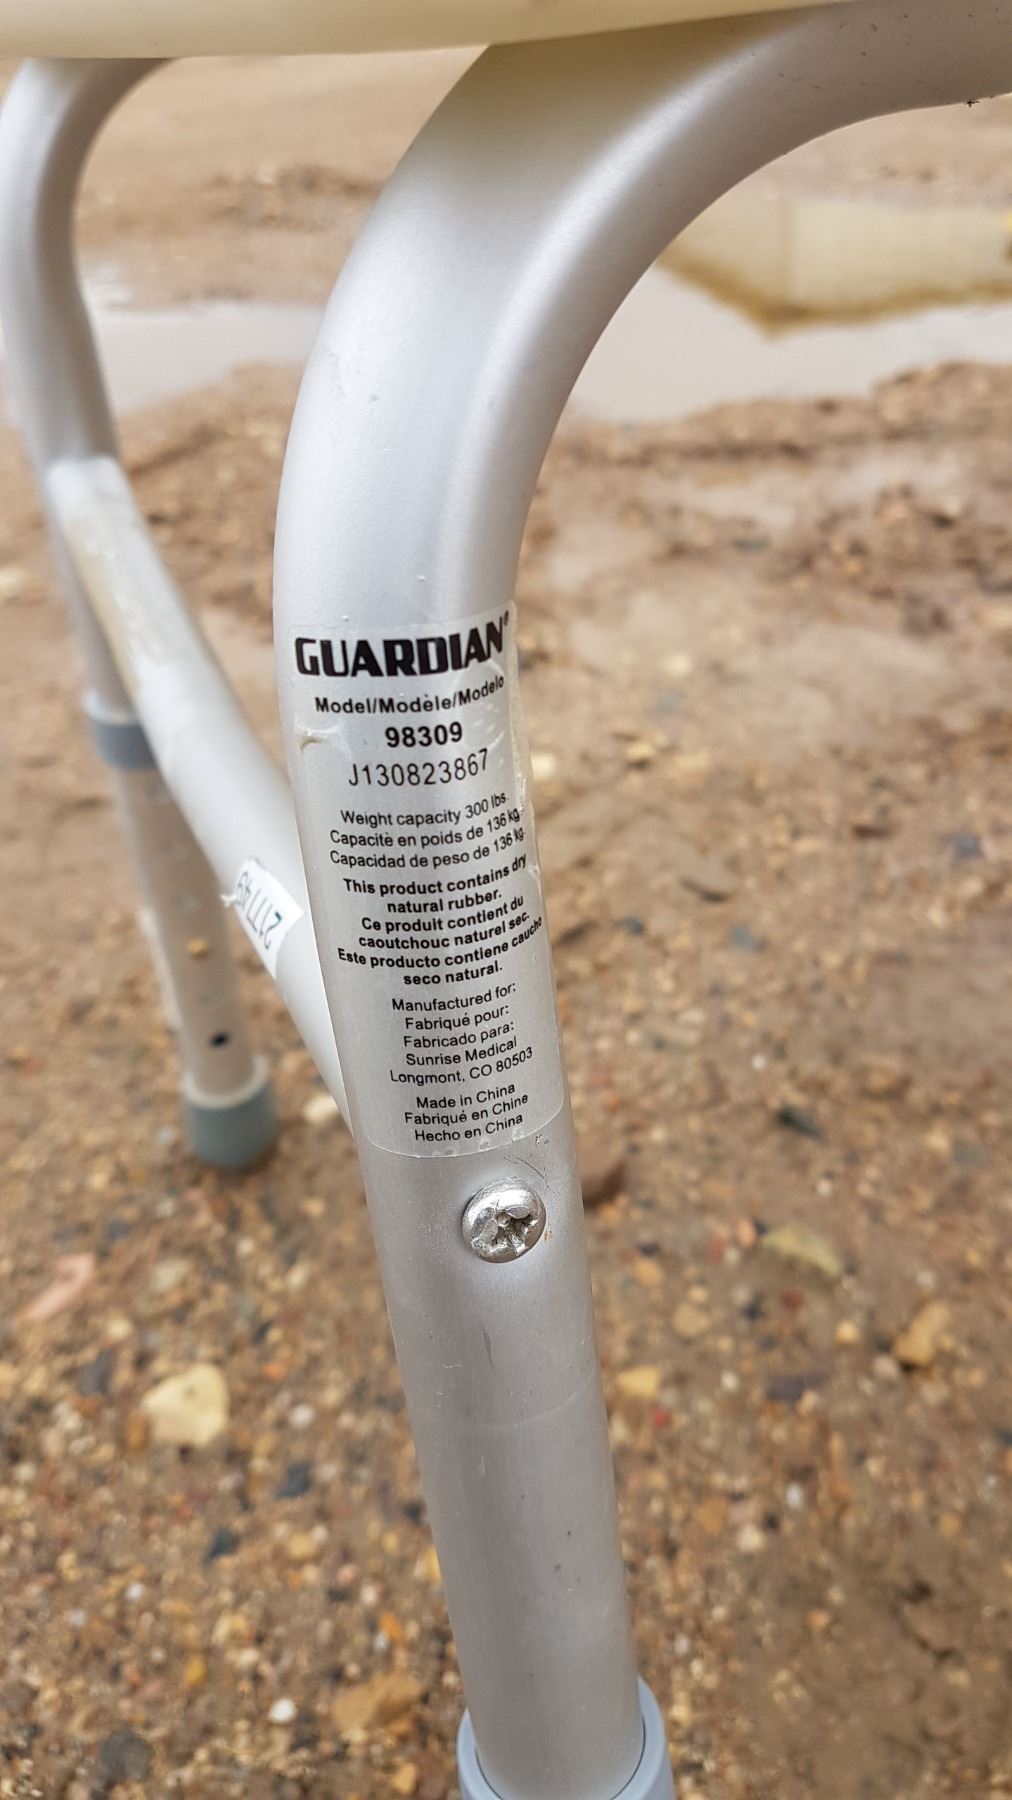 GUARDIAN®
Model/Modèle/Modelo
98309
J130823867
Weight capacity 300 lbs.
Capacitè en poids de 136 kg.
Capacidad de peso de 136 kg.
This product contains dry
natural rubber.
Ce produit contient du
caoutchouc naturel sec.
Este producto contiene caucho
seco natural.
Manufactured for:
Fabriqué pour:
Fabricado para:
Sunrise Medical
Longmont, CO 80503
Made in China
Fabriqué en Chine
Hecho en China